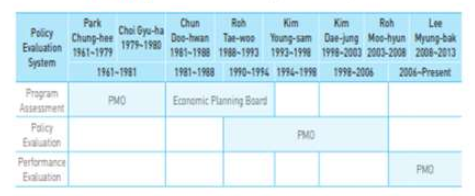 Policy Evaluation System
Park Chung-hee 1961~1979
Choi Gyu-ha 1979~1980
Chun Doo-hwan 1981~1988
Roh Tae-woo 1988~1993
Kim Young-sam 1993~1998
Kim Dae-jung 1998~2003
Roh Moo-hyun 2003-2008
Lee Myung-bak 2008~2013
1961~1981
1981~1988
1990~1994
1994~1998
1998~2006
2006~Present
Program Assessment
PMO
Economic Planning Board
Policy Evaluation
PMO
Performance Evaluation
PMO